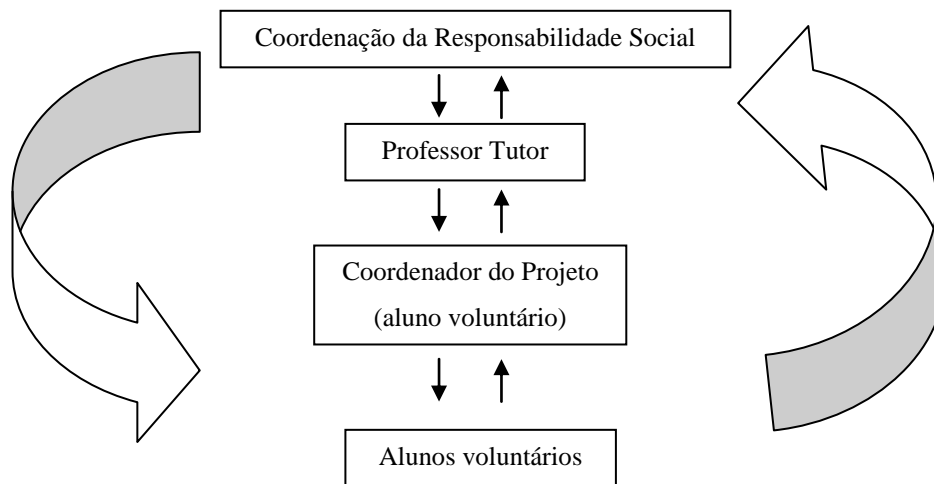 Coordenação da Responsabilidade Social
Professor Tutor
Coordenador do Projeto
(aluno voluntário)
Alunos voluntários